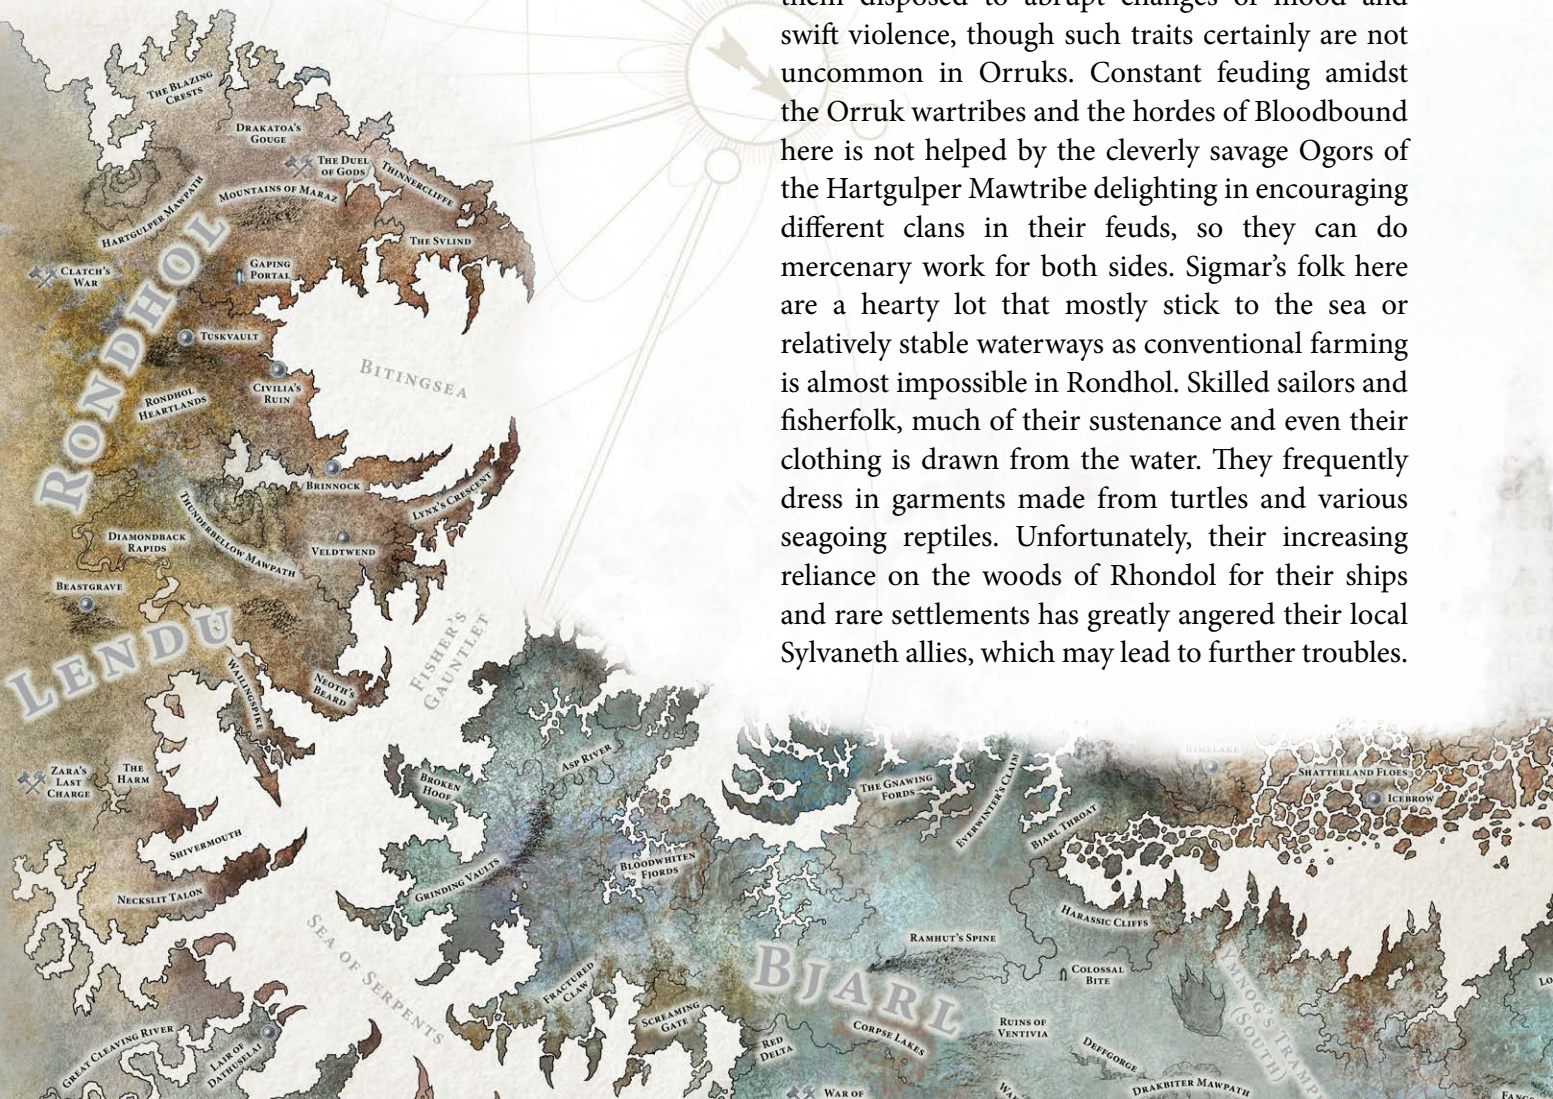 them disposed to abrupt changes of mood and
swift violence, though such traits certainly are not
uncommon in Orruks. Constant feuding amidst
the Orruk wartribes and the hordes of Bloodbound
here is not helped by the cleverly savage Ogors of
the Hartgulper Mawtribe delighting in encouraging
different clans in their feuds, so they can do
mercenary work for both sides. Sigmar’s folk here
are a hearty lot that mostly stick to the sea or
relatively stable waterways as conventional farming
is almost impossible in Rondhol. Skilled sailors and
fisherfolk, much of their sustenance and even their
clothing is drawn from the water. They frequently
dress in garments made from turtles and various
seagoing reptiles. Unfortunately, their increasing
reliance on the woods of Rhondol for their ships
and rare settlements has greatly angered their local
Sylvaneth allies, which may lead to further troubles.
The Blazing
Crests
Drakatoa's
Gouge
The Duel
of Gods
Thinnercliffe
Mountains of Maraz
Hartgulper Mawpath
The Svlind
Gaping
Portal
Clatch's
War
Rondhol
Tuskvault
Bitingsea
Civilia's
Ruin
Rondhol
Heartlands
Brinnock
Lynx's Crescent
Thunderbellow Mawpath
Diamondback
Rapids
Veldtwend
Beastgrave
Lendu
Fisher's
Gauntlet
Wailingspike
Neoth's
Beard
Zara's
Last
Charge
The
Harm
Broken
Hoof
Asp River
The Gnawing
Fords
Everwinter's Claim
Rimelake
Shatterland Floes
Icebrow
Bjarl Throat
Shivermouth
Neckslit Talon
Grinding Vaults
Bloodwhiten
Fjords
Harassic Cliffs
Sea of Serpents
Ramhut's Spine
Colossal
Bite
Bjarl
Fractured
Claw
Screaming
Gate
Ymnog's Tramp
(South)
Great Cleaving River
Lair of
Dathuselai
Red
Delta
Corpse Lakes
Ruins of
Ventivia
Deffgorge
Drakbiter Mawpath
War of